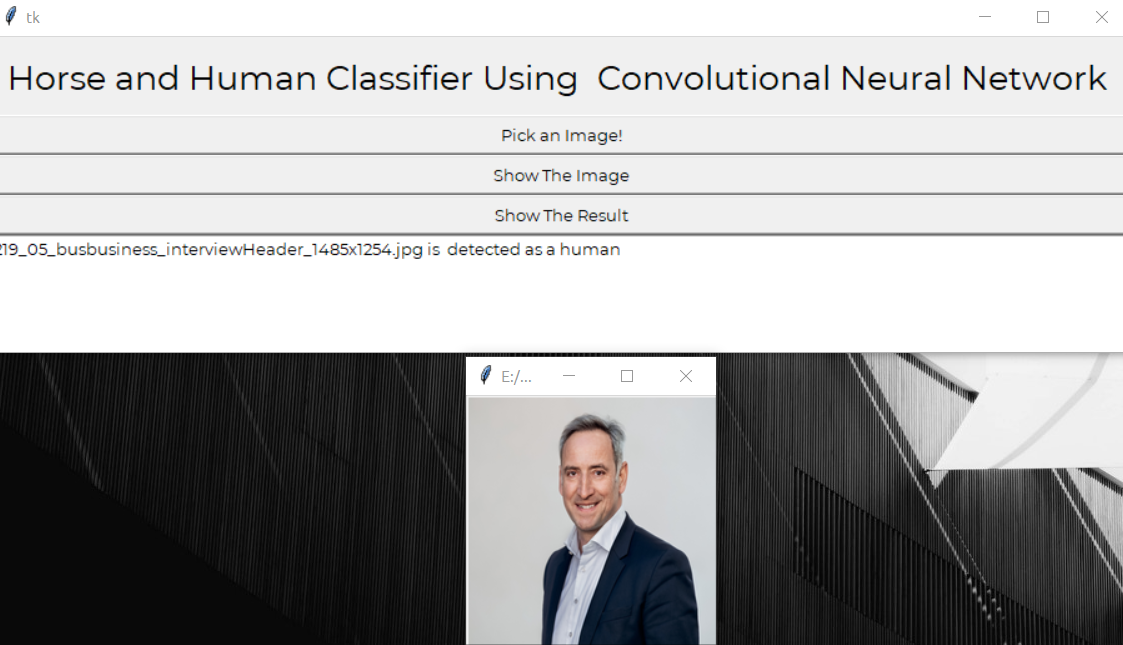 tk
Horse and Human Classifier Using Convolutional Neural Network
Pick an Image!
Show The Image
Show The Result
219_05_busbusiness_interviewHeader_1485x1254.jpg is detected as a human
E:/...